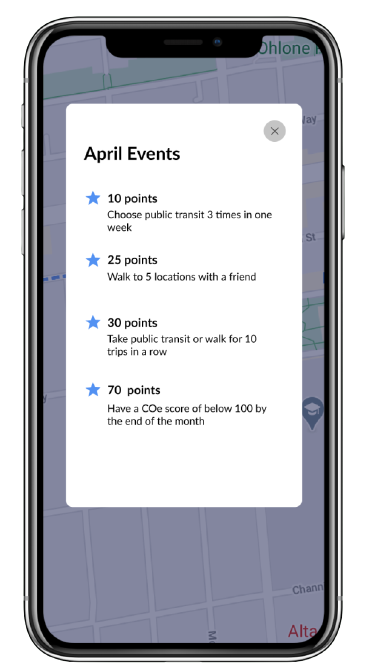 Ohlone
Way
April Events
10 points
Choose public transit 3 times in one
week
St
25 points
Walk to 5 locations with a friend
30 points
Take public transit or walk for 10
trips in a row
70 points
Have a COe score of below 100 by
the end of the month
Chann
Alta